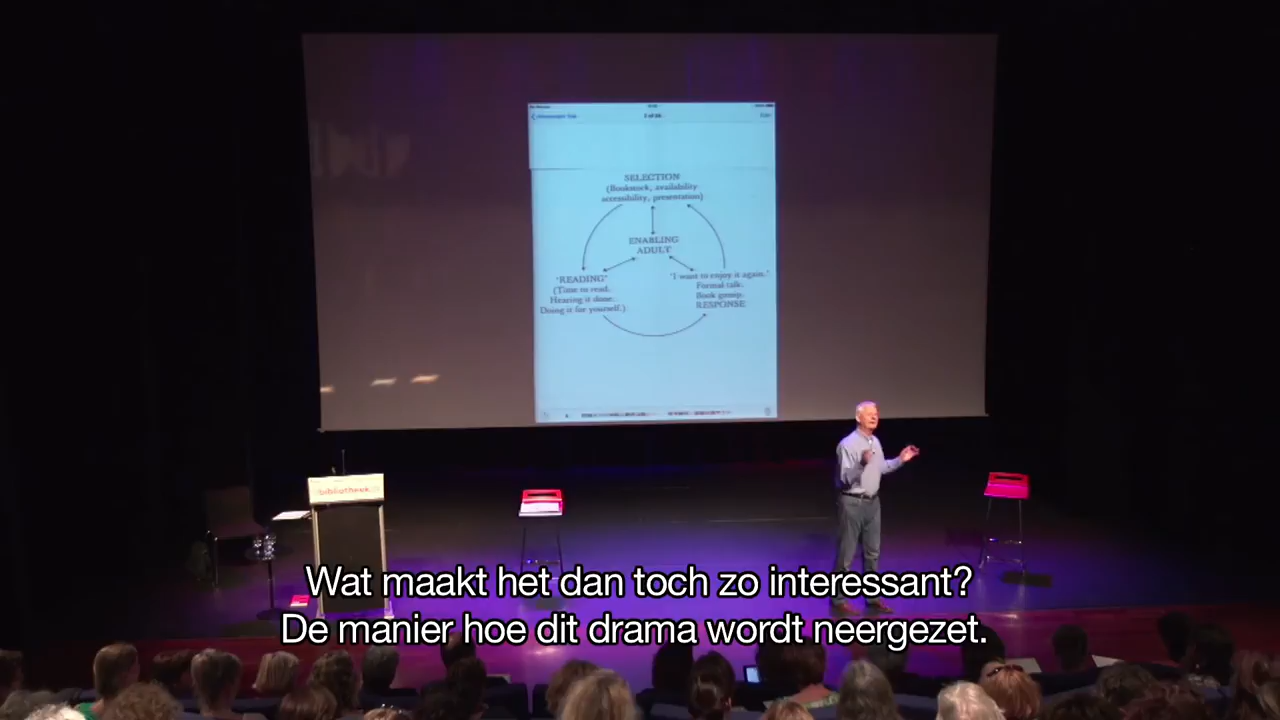 SELECTION
(Bookstock, availability
accessibility, presentation)
ENABLING
ADULT
"READING"
(Time to read.
Hearing it done.
Doing it for yourself.)
"I want to enjoy it again."
Formal talk.
Book gossip.
RESPONSE
bibliotheek
Wat maakt het dan toch zo interessant?
De manier hoe dit drama wordt neergezet.